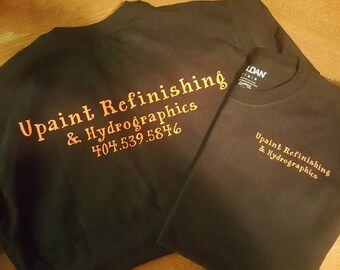 Upaint Refinishing
& Hydrographics
404.539.5846
Upaint Refinishing
& Hydrographics